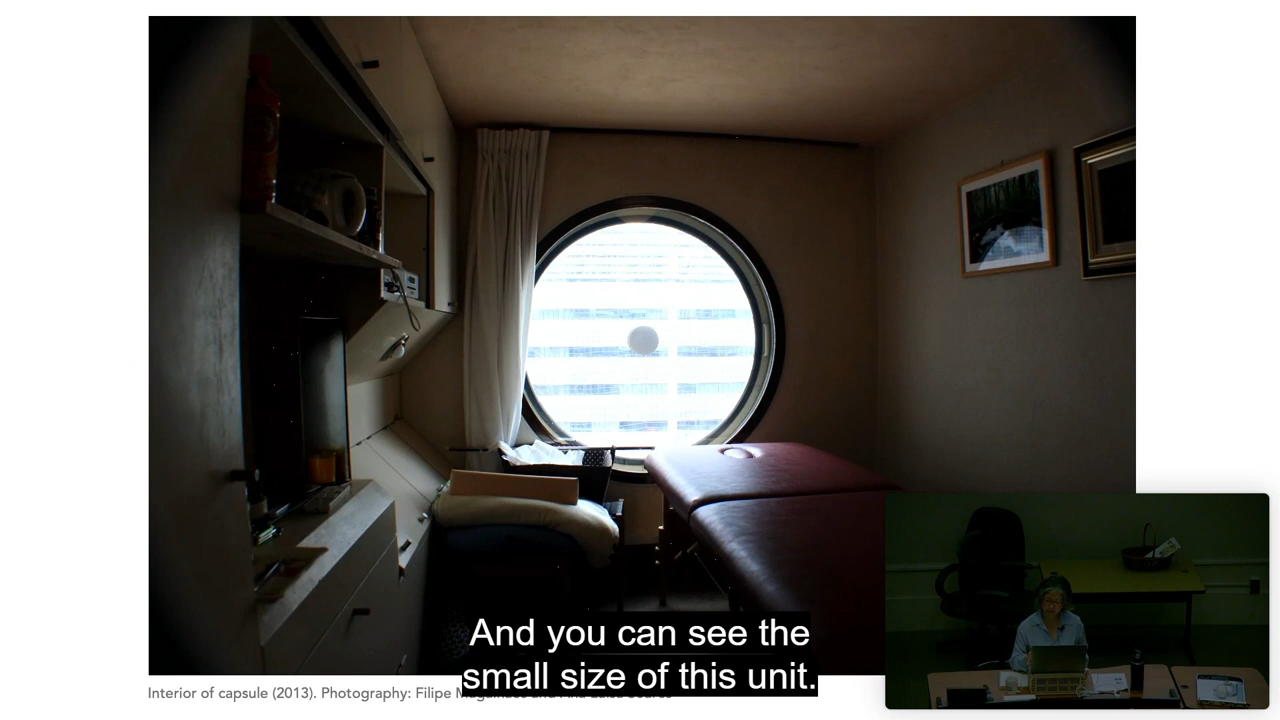 And you can see the
small size of this unit.
Interior of capsule (2013). Photography: Filipe